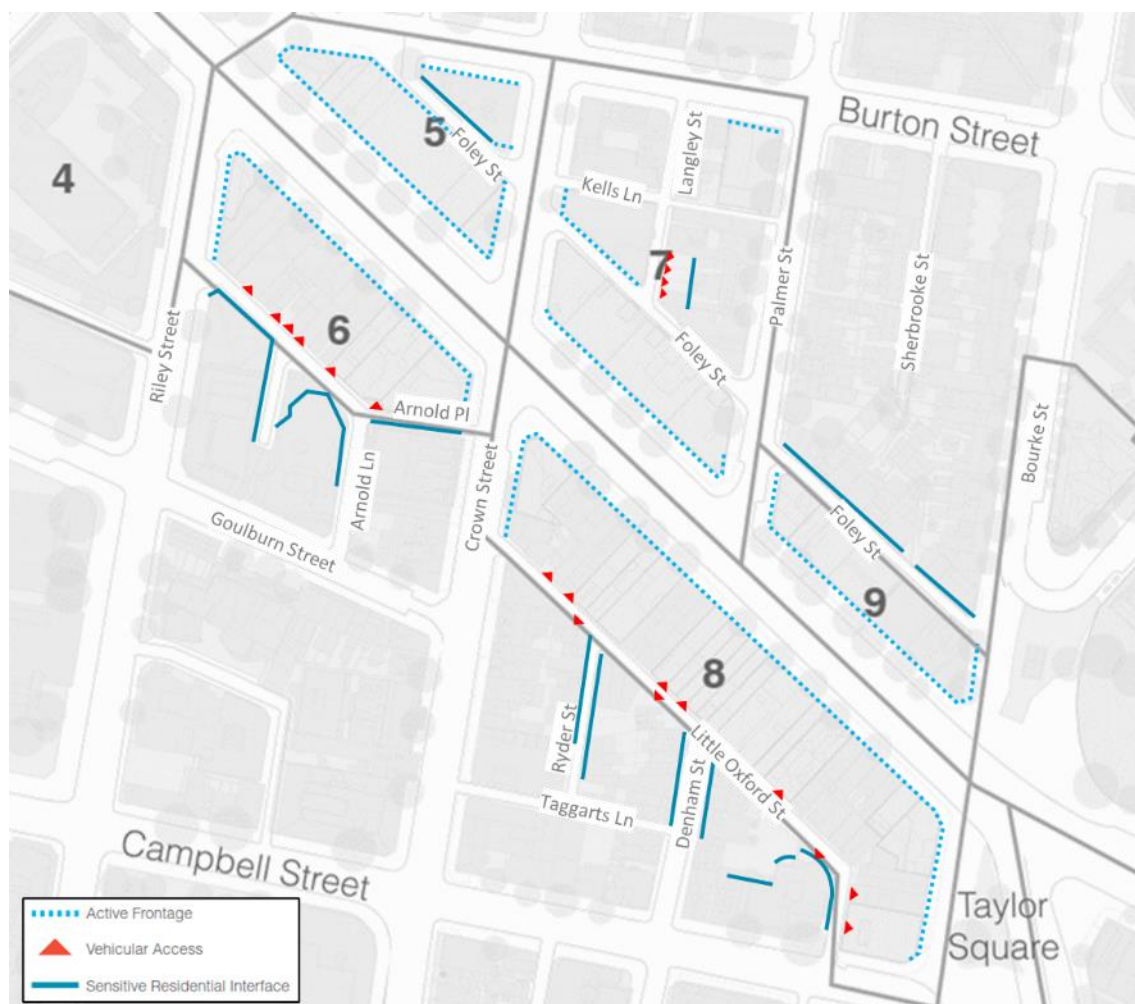 4
5
Foley St
Burton Street
Langley St
Kells Ln
7
Palmer St
Sherbrooke St
Foley St
6
Riley Street
Arnold Pl
Arnold Ln
Goulburn Street
Crown Street
Bourke St
Foley St
9
8
Ryder St
Little Oxford St
Denham St
Taggarts Ln
Campbell Street
Taylor
Square
Active Frontage
Vehicular Access
Sensitive Residential Interface